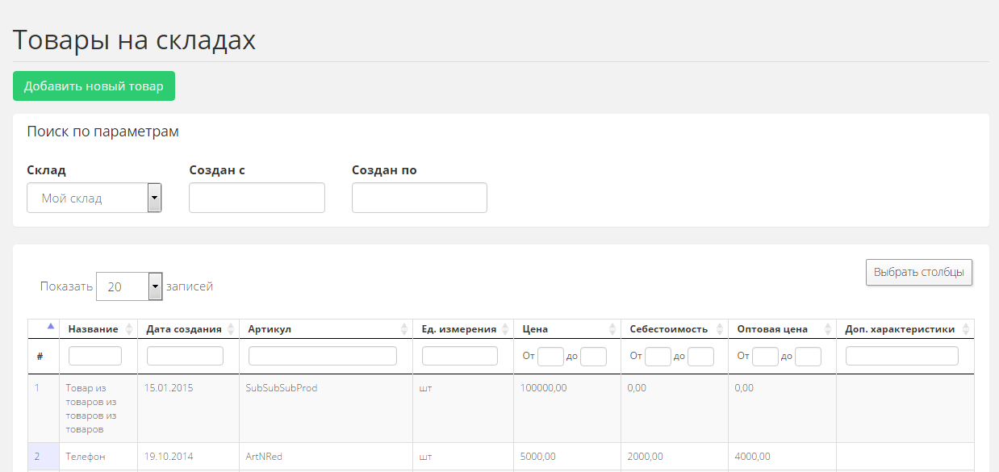 Товары на складах
Добавить новый товар
Поиск по параметрам
Склад Создан с Создан по
Мой склад
Выбрать столбцы
Показать 20 записей
Название Дата создания Артикул Ед. измерения Цена Себестоимость Оптовая цена Доп. характеристики
# От до От до От до
1 Товар из 15.01.2015 SubSubSubProd шт 100000,00 0,00 0,00
товаров из
товаров из
товаров
2 Телефон 19.10.2014 ArtNRed шт 5000,00 2000,00 4000,00